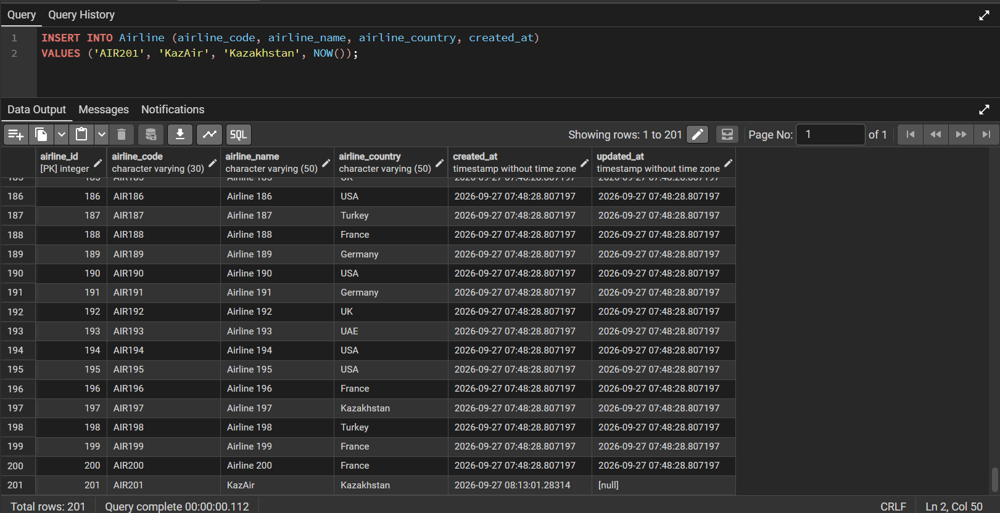 Query Query History
1 INSERT INTO Airline (airline_code, airline_name, airline_country, created_at)
2 VALUES ('AIR201', 'KazAir', 'Kazakhstan', NOW());
Data Output Messages Notifications
SQL Showing rows: 1 to 201 Page No: 1 of 1
airline_id airline_code airline_name airline_country created_at updated_at
[PK] integer character varying (30) character varying (50) character varying (50) timestamp without time zone timestamp without time zone
186 186 AIR186 Airline 186 USA 2026-09-27 07:48:28.807197 2026-09-27 07:48:28.807197
187 187 AIR187 Airline 187 Turkey 2026-09-27 07:48:28.807197 2026-09-27 07:48:28.807197
188 188 AIR188 Airline 188 France 2026-09-27 07:48:28.807197 2026-09-27 07:48:28.807197
189 189 AIR189 Airline 189 Germany 2026-09-27 07:48:28.807197 2026-09-27 07:48:28.807197
190 190 AIR190 Airline 190 USA 2026-09-27 07:48:28.807197 2026-09-27 07:48:28.807197
191 191 AIR191 Airline 191 Germany 2026-09-27 07:48:28.807197 2026-09-27 07:48:28.807197
192 192 AIR192 Airline 192 UK 2026-09-27 07:48:28.807197 2026-09-27 07:48:28.807197
193 193 AIR193 Airline 193 UAE 2026-09-27 07:48:28.807197 2026-09-27 07:48:28.807197
194 194 AIR194 Airline 194 USA 2026-09-27 07:48:28.807197 2026-09-27 07:48:28.807197
195 195 AIR195 Airline 195 USA 2026-09-27 07:48:28.807197 2026-09-27 07:48:28.807197
196 196 AIR196 Airline 196 France 2026-09-27 07:48:28.807197 2026-09-27 07:48:28.807197
197 197 AIR197 Airline 197 Kazakhstan 2026-09-27 07:48:28.807197 2026-09-27 07:48:28.807197
198 198 AIR198 Airline 198 Turkey 2026-09-27 07:48:28.807197 2026-09-27 07:48:28.807197
199 199 AIR199 Airline 199 France 2026-09-27 07:48:28.807197 2026-09-27 07:48:28.807197
200 200 AIR200 Airline 200 France 2026-09-27 07:48:28.807197 2026-09-27 07:48:28.807197
201 201 AIR201 KazAir Kazakhstan 2026-09-27 08:13:01.28314 [null]
Total rows: 201 Query complete 00:00:00.112 CRLF Ln 2, Col 50